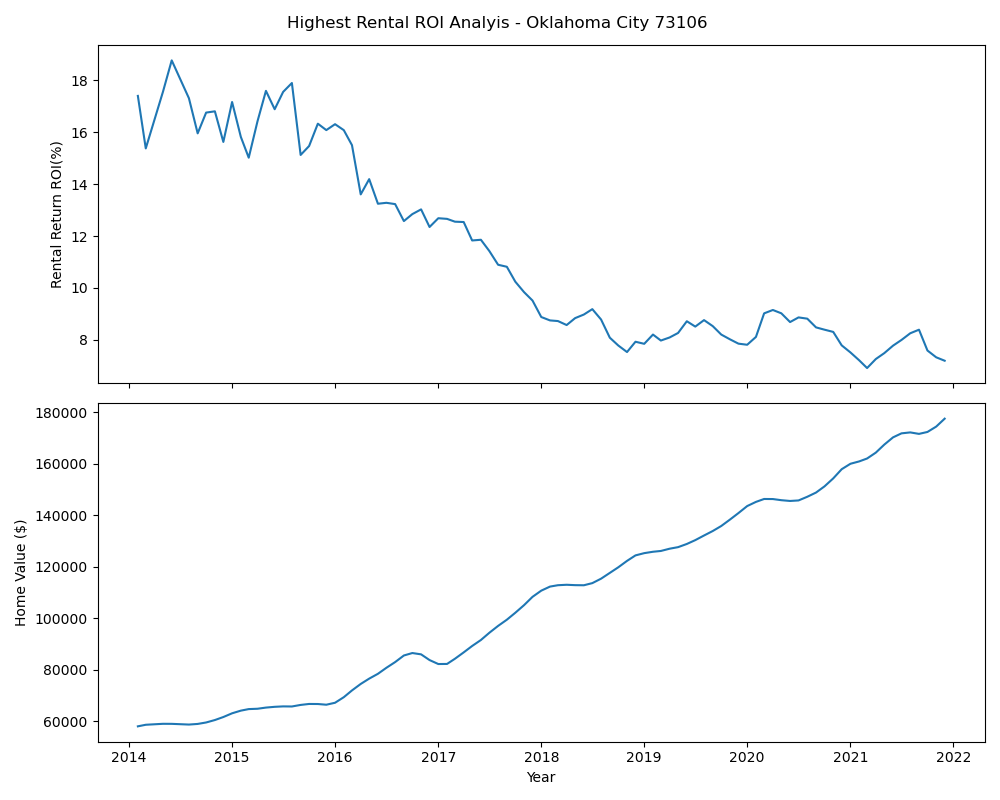 Highest Rental ROI Analyis - Oklahoma City 73106
Rental Return ROI(%)
18
16
14
12
10
8
Home Value ($)
180000
160000
140000
120000
100000
80000
60000
2014 2015 2016 2017 2018 2019 2020 2021 2022
Year